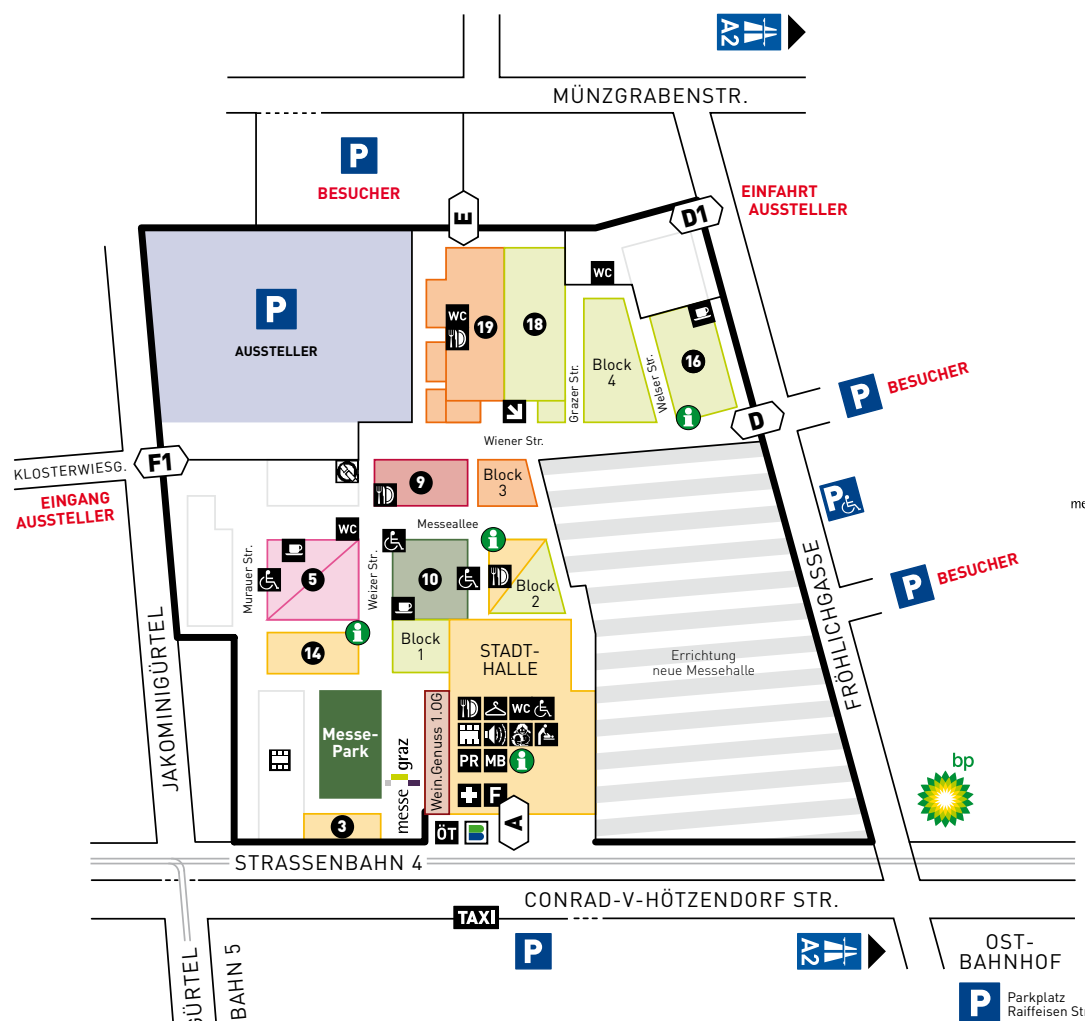 A2
MÜNZGRABENSTR.
P
BESUCHER
EINFAHRT
AUSSTELLER
E
D1
P
AUSSTELLER
WC
WC
19
18
16
Block
4
Grazer Str.
Welser Str.
i
D
P
BESUCHER
Wiener Str.
KLOSTERWIESG.
F1
EINGANG
AUSSTELLER
9
Block
3
P
me
WC
Messeallee
i
Murauer Str.
5
Weizer Str.
10
Block
2
P
BESUCHER
FRÖHLICHGASSE
JAKOMINIGÜRTEL
14
i
Block
1
STADT-
HALLE
Errichtung
neue Messehalle
Messe-
Park
messe graz
Wein.Genuss 1.OG
WC
PR
MB
i
F
bp
3
ÖT
B
A
STRASSENBAHN 4
CONRAD-V-HÖTZENDORF STR.
TAXI
P
A2
OST-
BAHNHOF
GÜRTEL
BAHN 5
P
Parkplatz
Raiffeisen Str